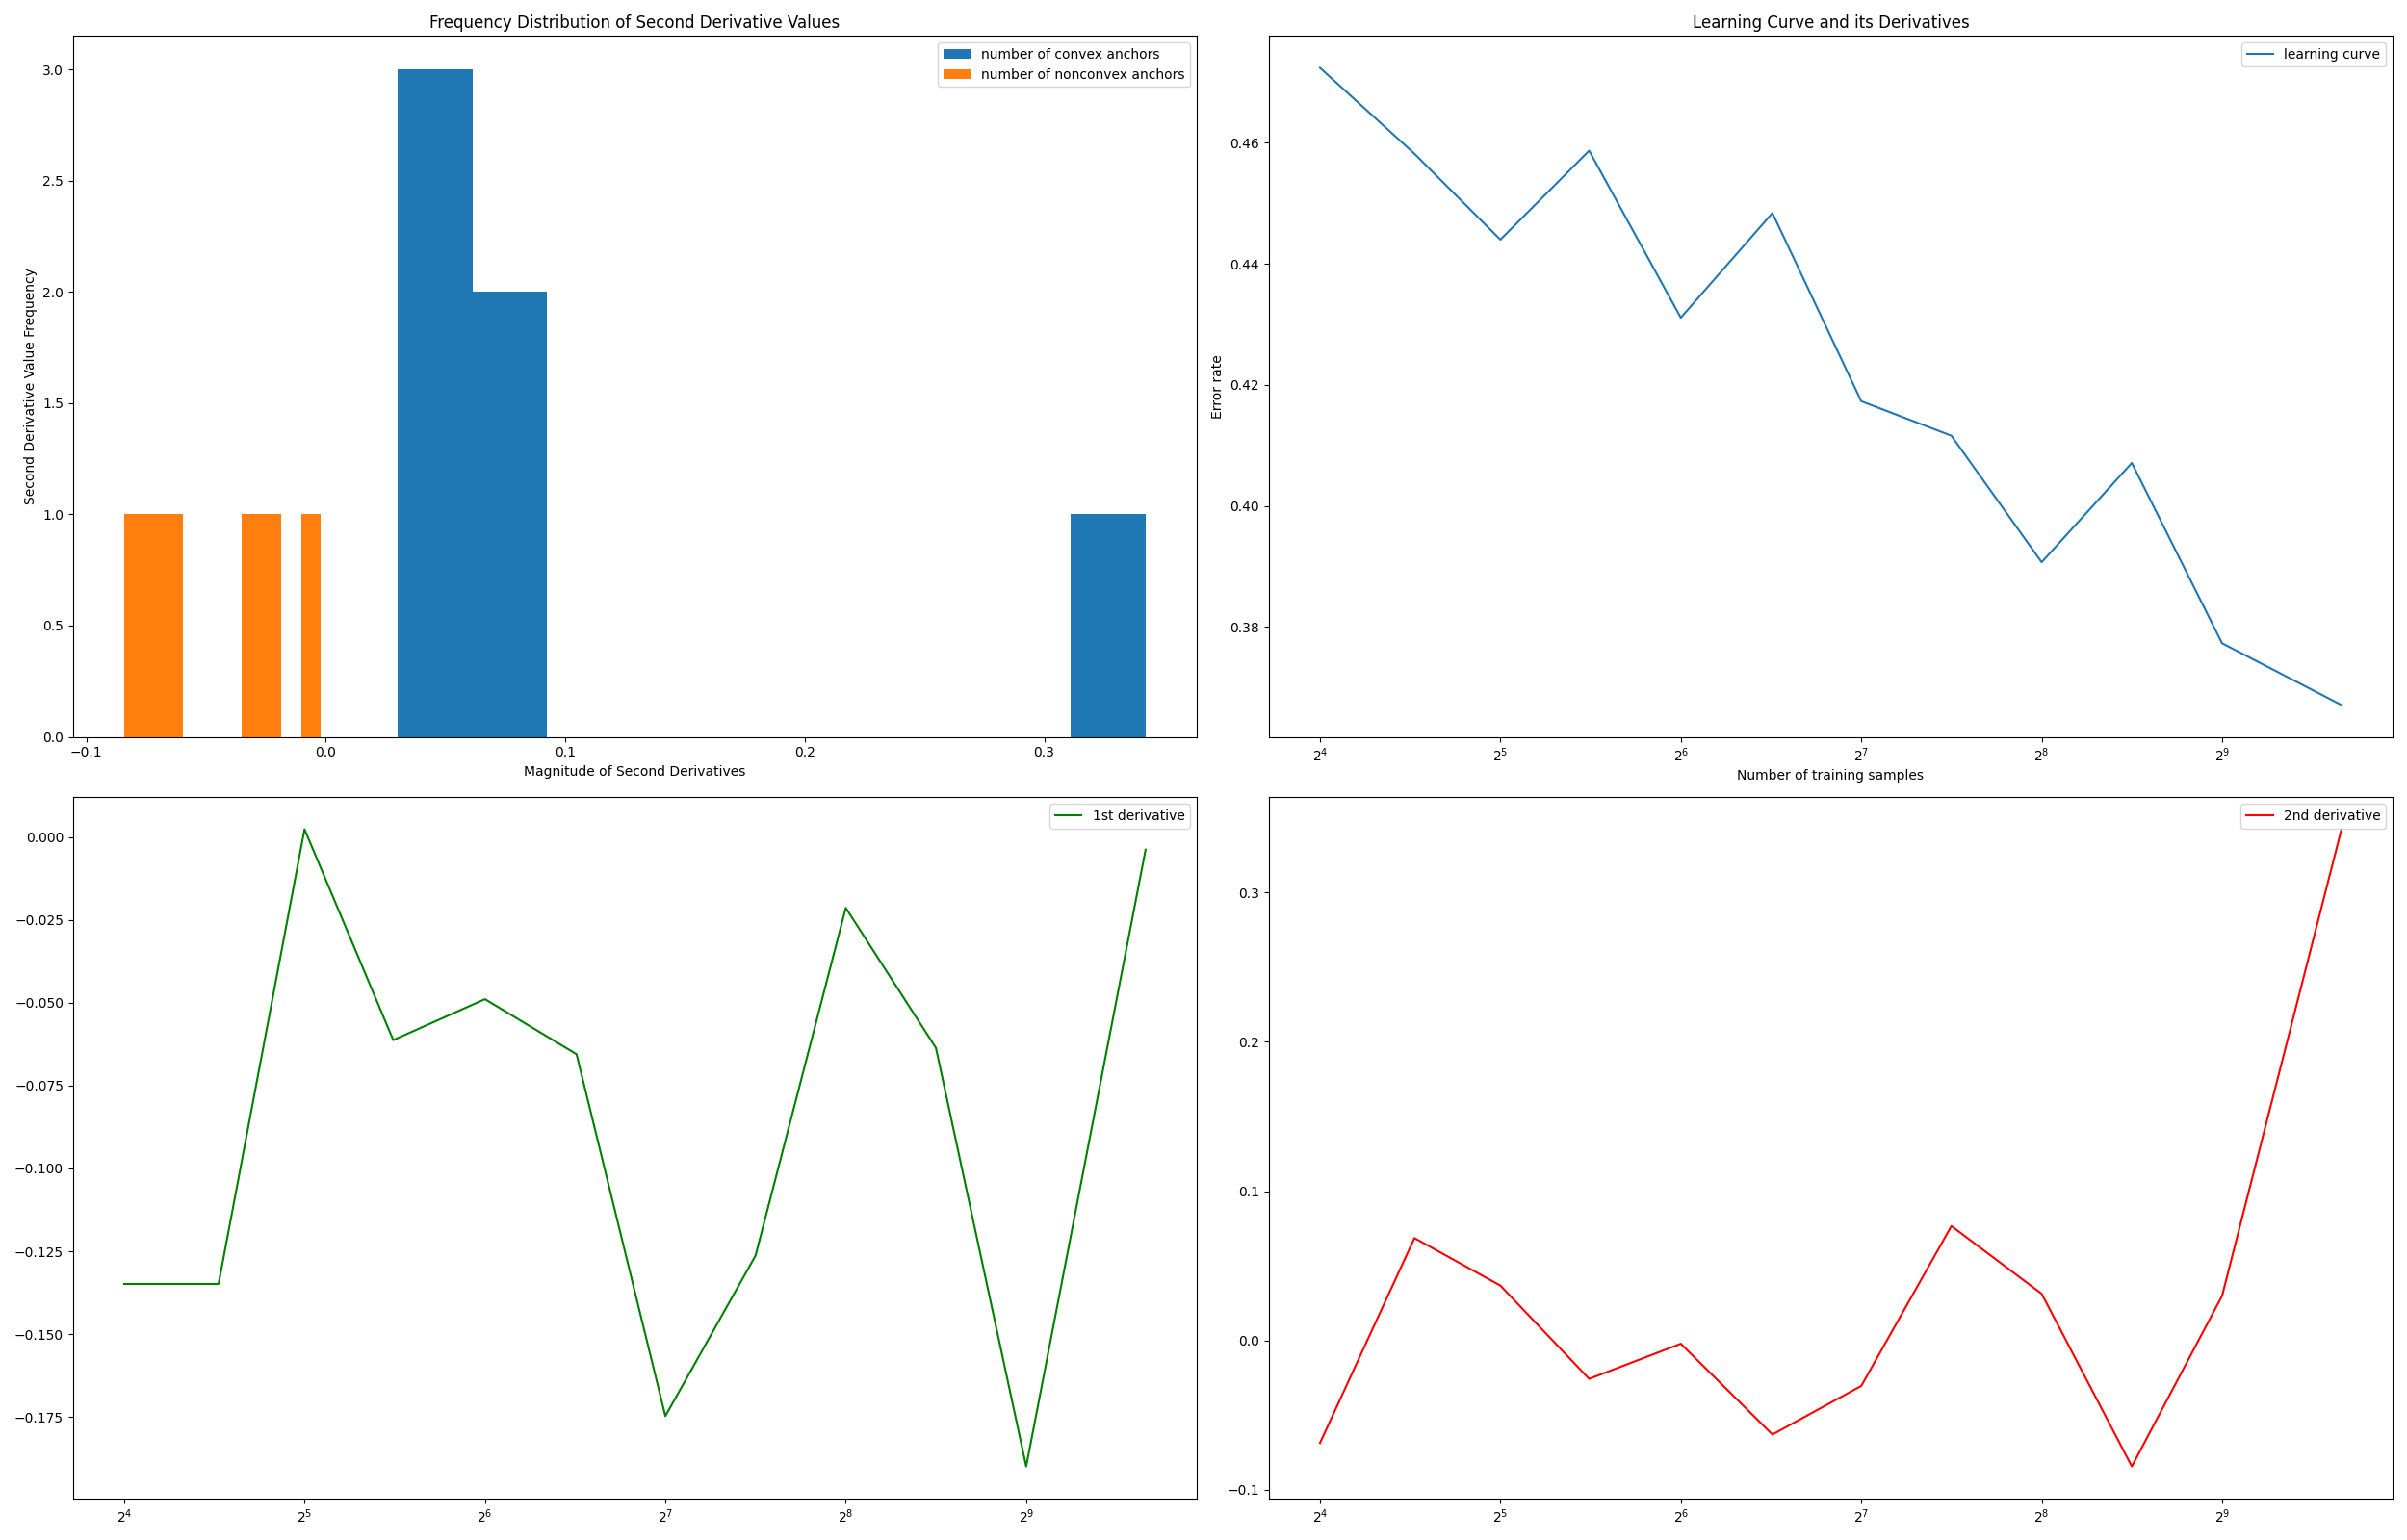 Frequency Distribution of Second Derivative Values
number of convex anchors
number of nonconvex anchors
Second Derivative Value Frequency
3.0
2.5
2.0
1.5
1.0
0.5
0.0
−0.1 0.0 0.1 0.2 0.3
Magnitude of Second Derivatives
Learning Curve and its Derivatives
learning curve
Error rate
0.46
0.44
0.42
0.40
0.38
2⁴ 2⁵ 2⁶ 2⁷ 2⁸ 2⁹
Number of training samples
1st derivative
0.000
−0.025
−0.050
−0.075
−0.100
−0.125
−0.150
−0.175
2⁴ 2⁵ 2⁶ 2⁷ 2⁸ 2⁹
2nd derivative
0.3
0.2
0.1
0.0
−0.1
2⁴ 2⁵ 2⁶ 2⁷ 2⁸ 2⁹